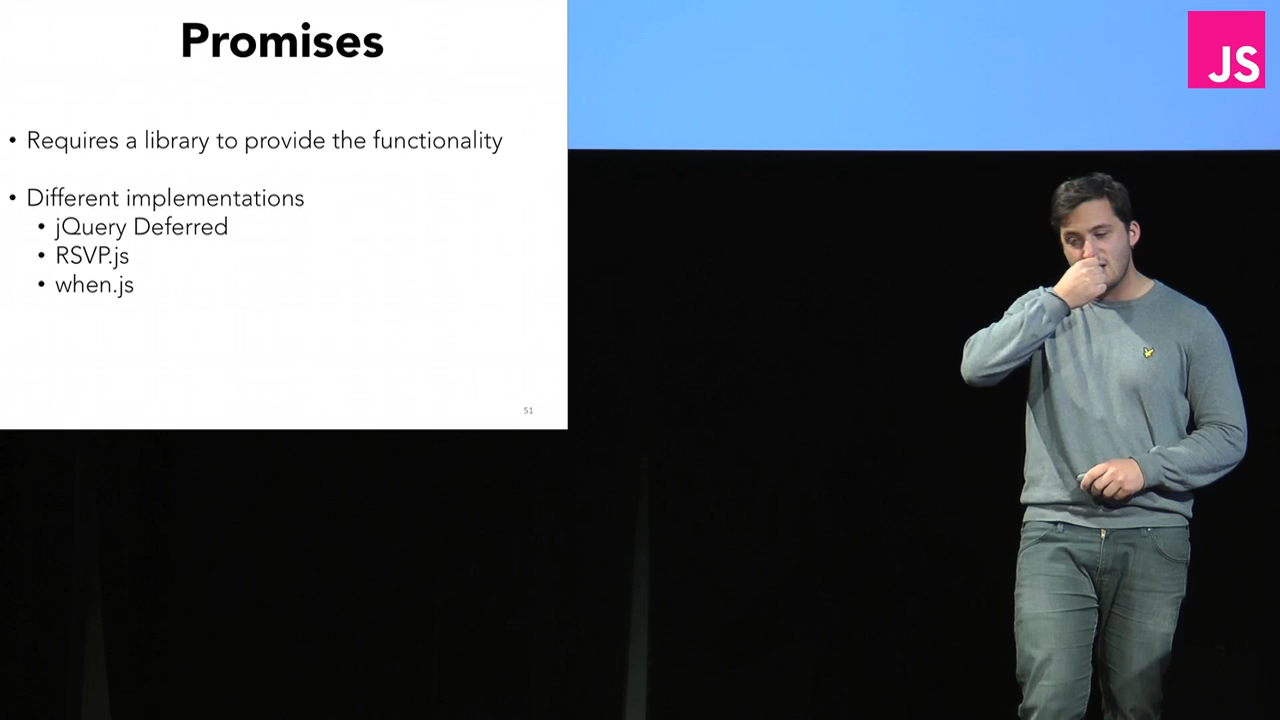 Promises
JS
• Requires a library to provide the functionality
• Different implementations
• jQuery Deferred
• RSVP.js
• when.js
51